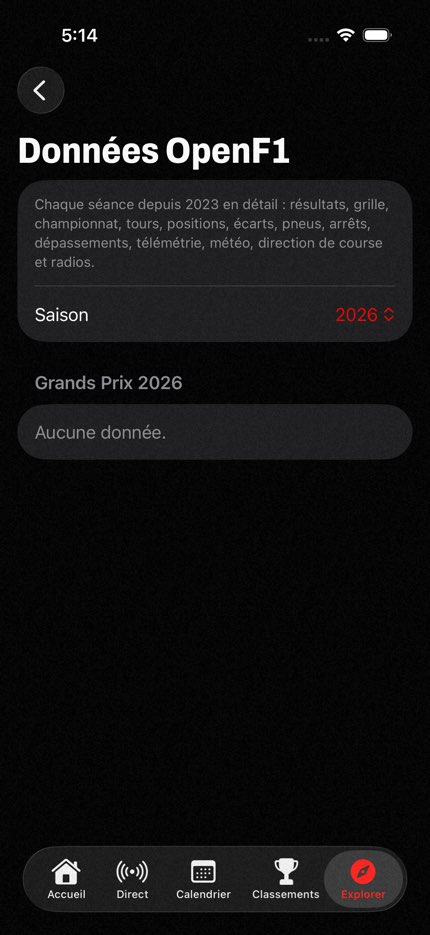 5:14
Données OpenF1
Chaque séance depuis 2023 en détail : résultats, grille,
championnat, tours, positions, écarts, pneus, arrêts,
dépassements, télémétrie, météo, direction de course
et radios.
Saison
2026
Grands Prix 2026
Aucune donnée.
Accueil
Direct
Calendrier
Classements
Explorer